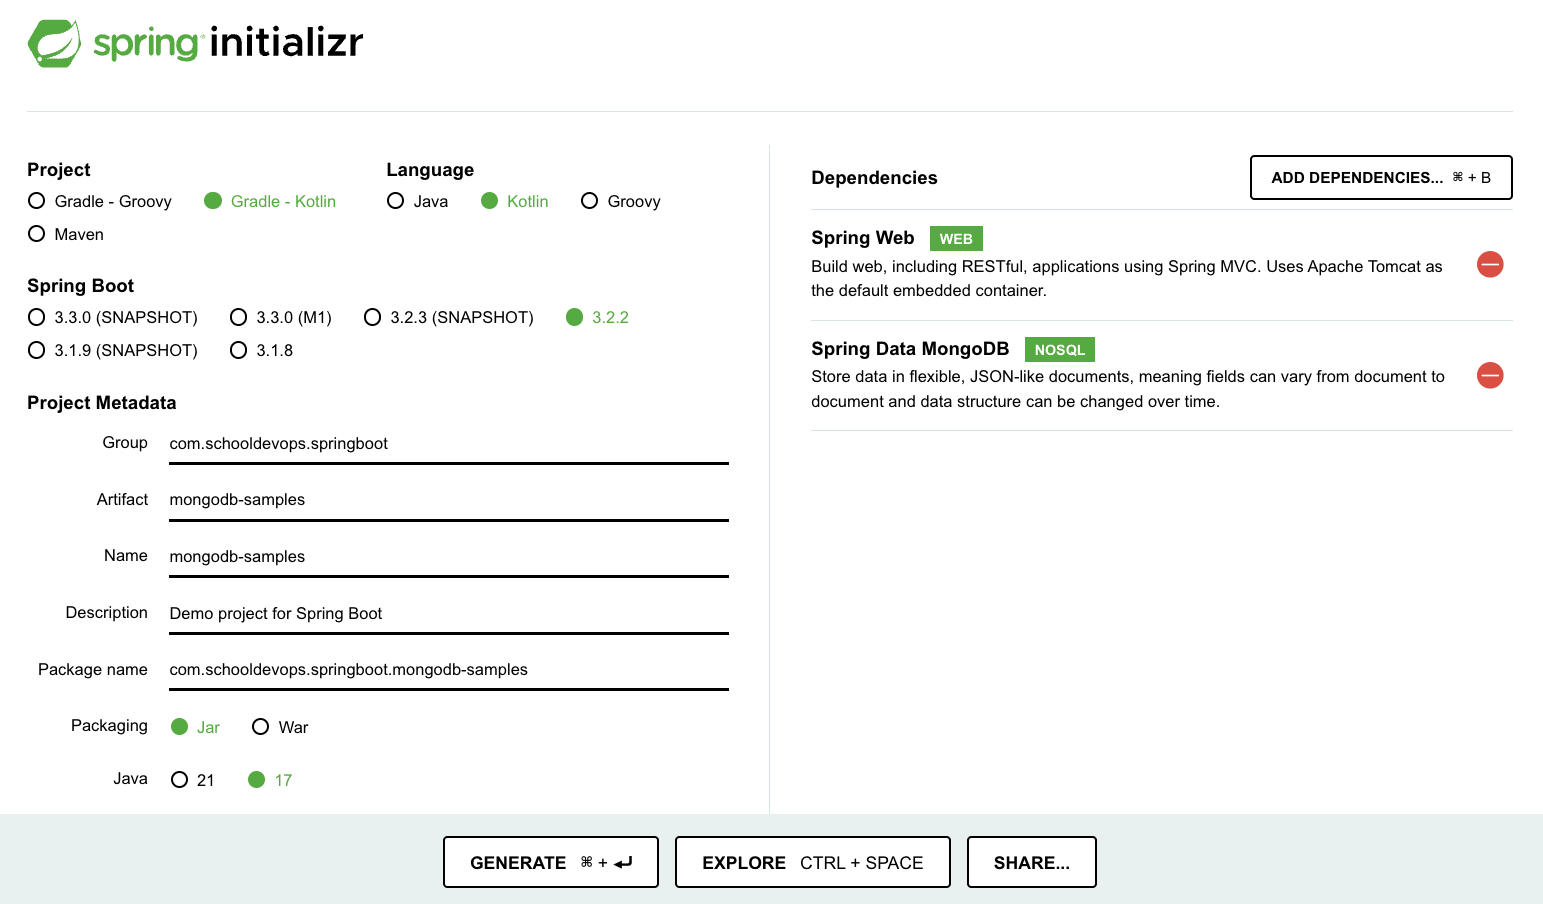 spring initializr
Project
Gradle - Groovy
Gradle - Kotlin
Maven
Language
Java
Kotlin
Groovy
Spring Boot
3.3.0 (SNAPSHOT)
3.3.0 (M1)
3.2.3 (SNAPSHOT)
3.2.2
3.1.9 (SNAPSHOT)
3.1.8
Project Metadata
Group com.schooldevops.springboot
Artifact mongodb-samples
Name mongodb-samples
Description Demo project for Spring Boot
Package name com.schooldevops.springboot.mongodb-samples
Packaging Jar War
Java 21 17
Dependencies
ADD DEPENDENCIES... ⌘ + B
Spring Web WEB
Build web, including RESTful, applications using Spring MVC. Uses Apache Tomcat as
the default embedded container.
Spring Data MongoDB NOSQL
Store data in flexible, JSON-like documents, meaning fields can vary from document to
document and data structure can be changed over time.
GENERATE ⌘ + ⏎
EXPLORE CTRL + SPACE
SHARE...